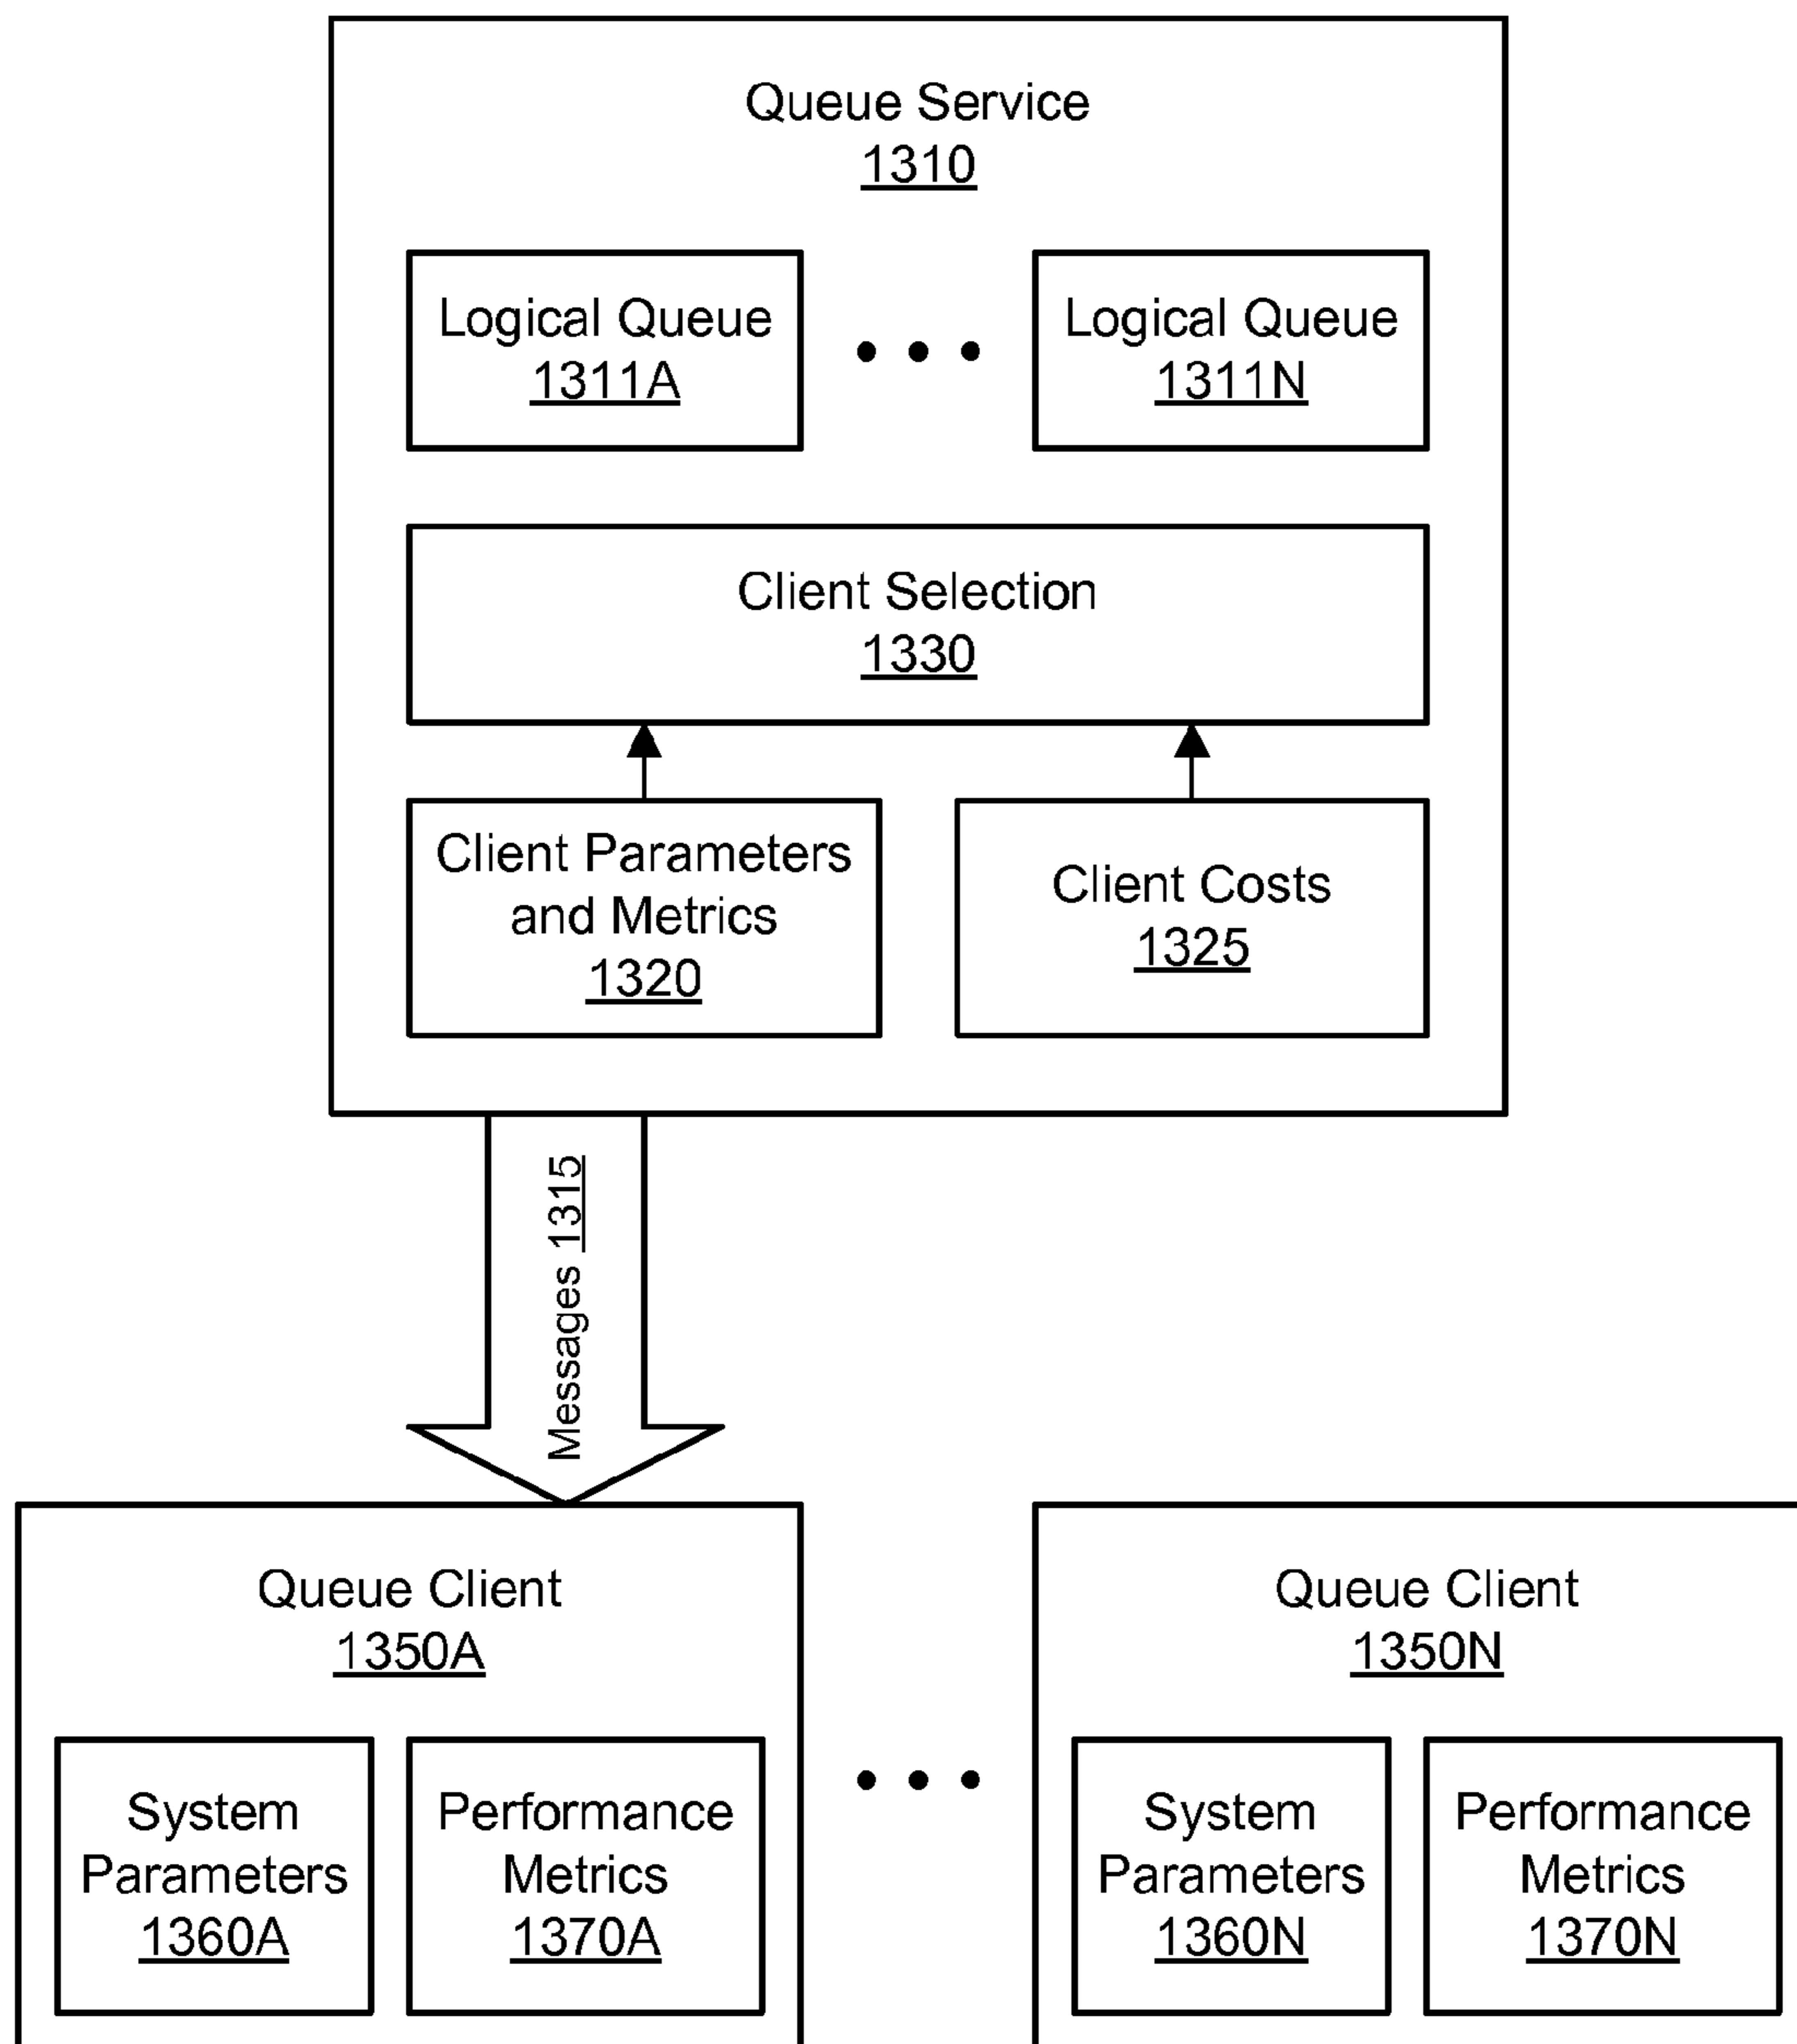 Queue Service
1310
Logical Queue
1311A
Logical Queue
1311N
Client Selection
1330
Client Parameters
and Metrics
1320
Client Costs
1325
Messages 1315
Queue Client
1350A
System
Parameters
1360A
Performance
Metrics
1370A
Queue Client
1350N
System
Parameters
1360N
Performance
Metrics
1370N